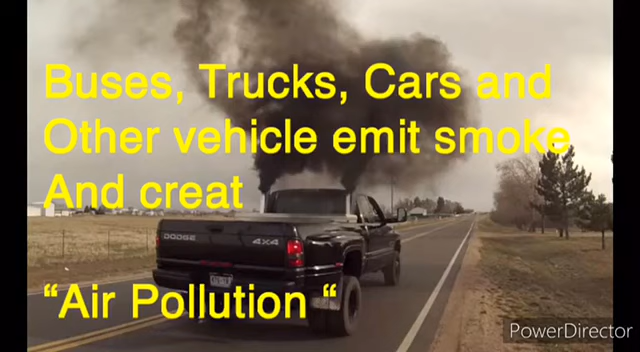 Buses, Trucks, Cars and
Other vehicle emit smoke
And creat
DODGE
4X4
“Air Pollution “
PowerDirector